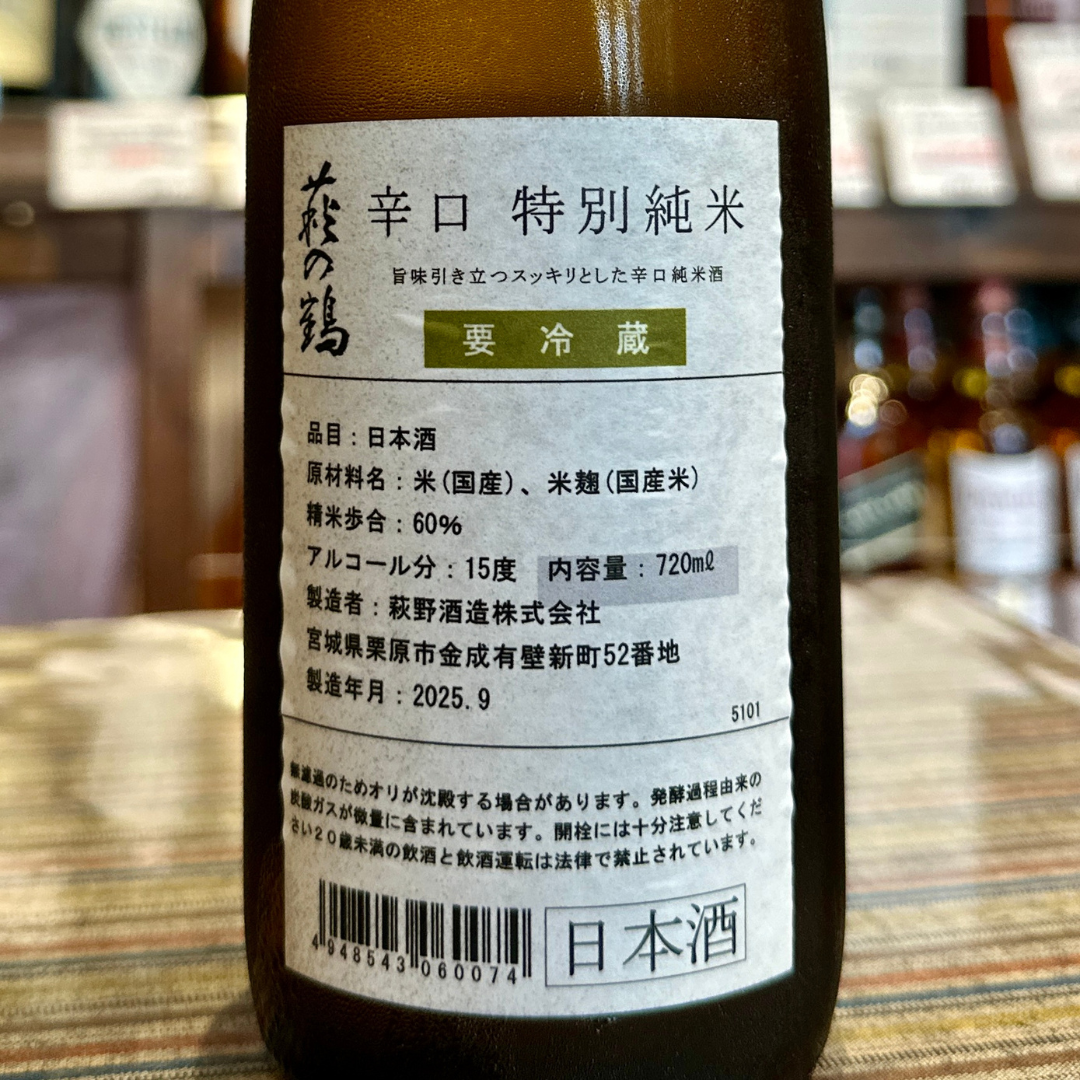 萩の鶴
辛口 特別純米
旨味引き立つスッキリとした辛口純米酒
要冷蔵
品目：日本酒
原材料名：米(国産)、米麹(国産米)
精米歩合：60%
アルコール分：15度 内容量：720mℓ
製造者：萩野酒造株式会社
宮城県栗原市金成有壁新町52番地
製造年月：2025.9
5101
無濾過のためオリが沈殿する場合があります。発酵過程由来の
炭酸ガスが微量に含まれています。開栓には十分注意してくだ
さい20歳未満の飲酒と飲酒運転は法律で禁止されています。
4948543060074
日本酒